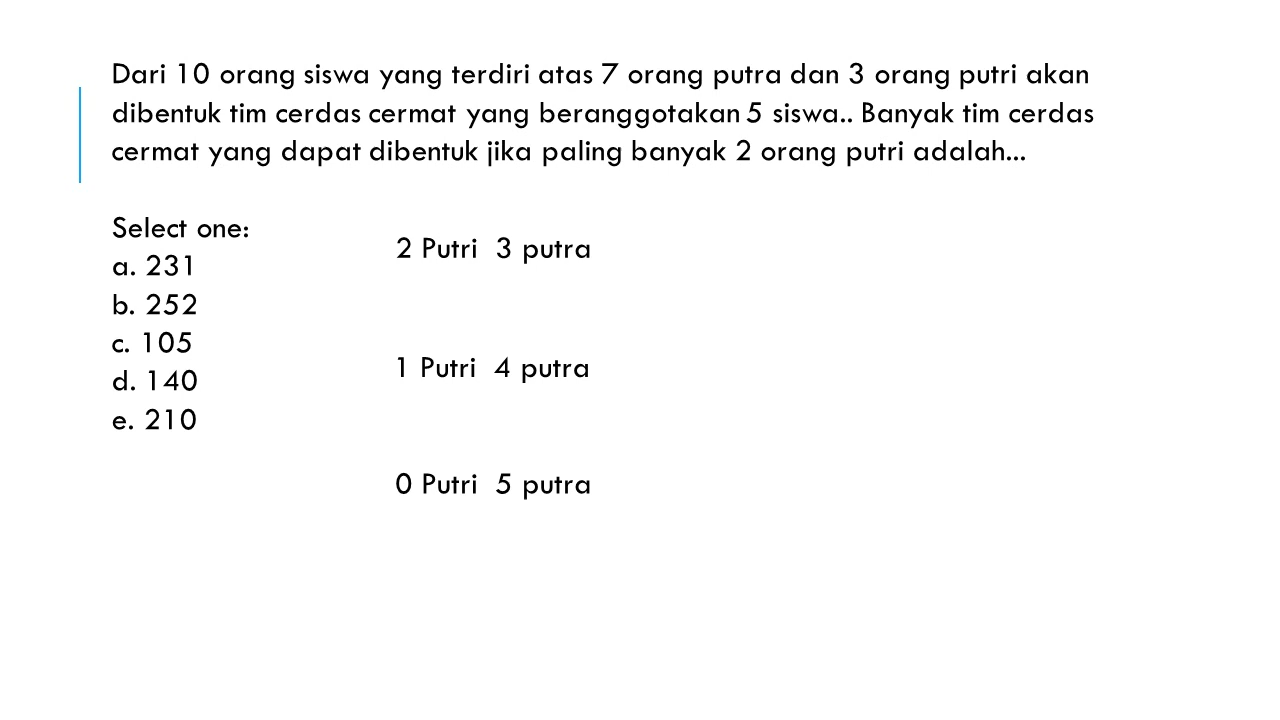 Dari 10 orang siswa yang terdiri atas 7 orang putra dan 3 orang putri akan
dibentuk tim cerdas cermat yang beranggotakan 5 siswa.. Banyak tim cerdas
cermat yang dapat dibentuk jika paling banyak 2 orang putri adalah...
Select one:
a. 231
b. 252
c. 105
d. 140
e. 210
2 Putri 3 putra
1 Putri 4 putra
0 Putri 5 putra